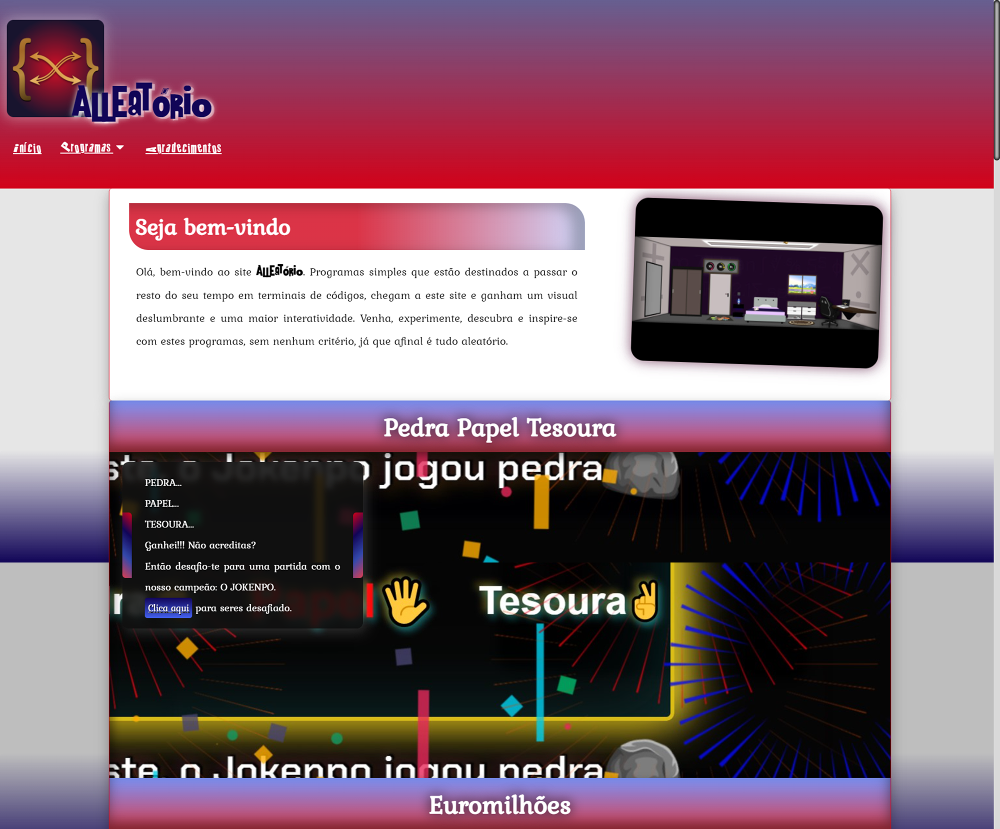 ALLEATÓRIO
Início Programas Agradecimentos
Seja bem-vindo
Olá, bem-vindo ao site ALLEATÓRIO. Programas simples que estão destinados a passar o
resto do seu tempo em terminais de códigos, chegam a este site e ganham um visual
deslumbrante e uma maior interatividade. Venha, experimente, descubra e inspire-se
com estes programas, sem nenhum critério, já que afinal é tudo aleatório.
Pedra Papel Tesoura
ste, o Jokenpo jogou pedra
PEDRA...
PAPEL...
TESOURA...
Ganhei!!! Não acreditas?
Então desafio-te para uma partida com o
nosso campeão: O JOKENPO.
Clica aqui para seres desafiado.
Papel Tesoura
ste, o Jokenpo jogou pedra
Euromilhões